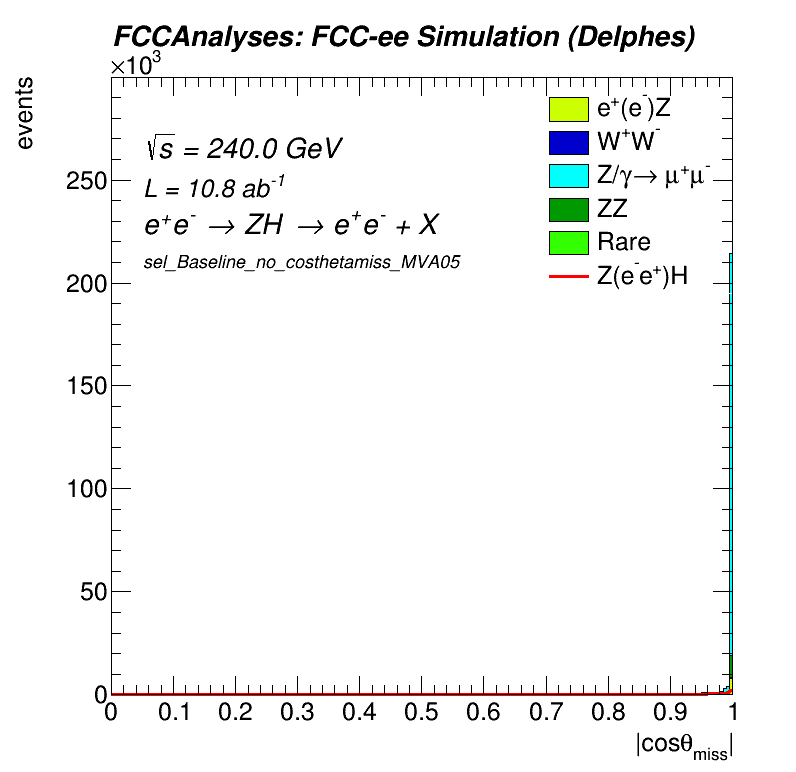 FCCAnalyses: FCC-ee Simulation (Delphes)
×10³
events
√s = 240.0 GeV
L = 10.8 ab⁻¹
e⁺e⁻ → ZH → e⁺e⁻ + X
sel_Baseline_no_costhetamiss_MVA05
e⁺(e⁻)Z
W⁺W⁻
Z/γ→ μ⁺μ⁻
ZZ
Rare
Z(e⁻e⁺)H
250
200
150
100
50
0
0 0.1 0.2 0.3 0.4 0.5 0.6 0.7 0.8 0.9 1
|cosθmiss|